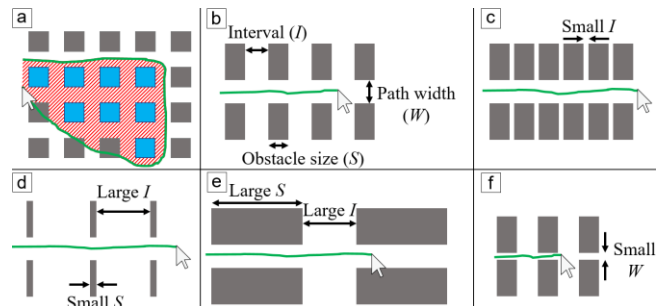 a
b
Interval (I)
Path width
(W)
Obstacle size (S)
c
Small I
d
Large I
Small S
e
Large S
Large I
f
Small
W